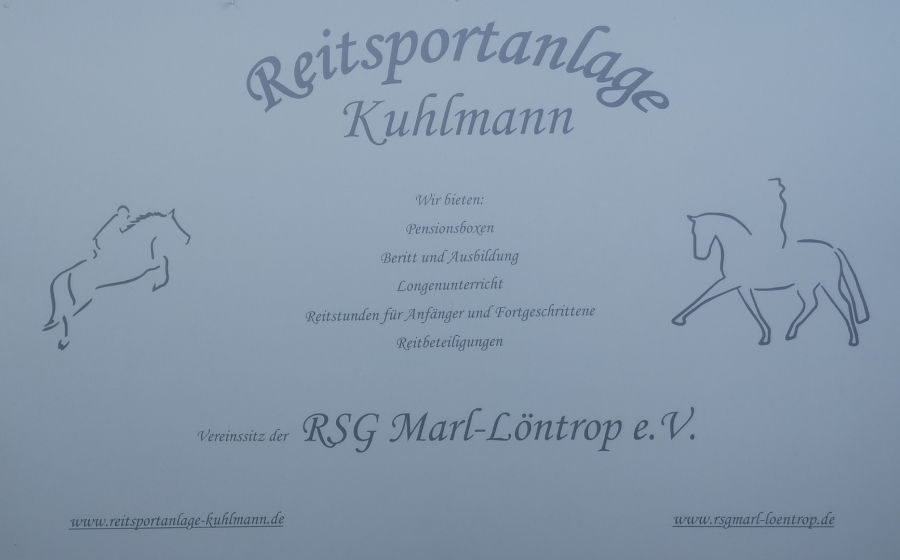 Reitsportanlage
Kuhlmann
Wir bieten:
Pensionsboxen
Beritt und Ausbildung
Longenunterricht
Reitstunden für Anfänger und Fortgeschrittene
Reitbeteiligungen
Vereinssitz der RSG Marl-Löntrop e.V.
www.reitsportanlage-kuhlmann.de
www.rsgmarl-loentrop.de